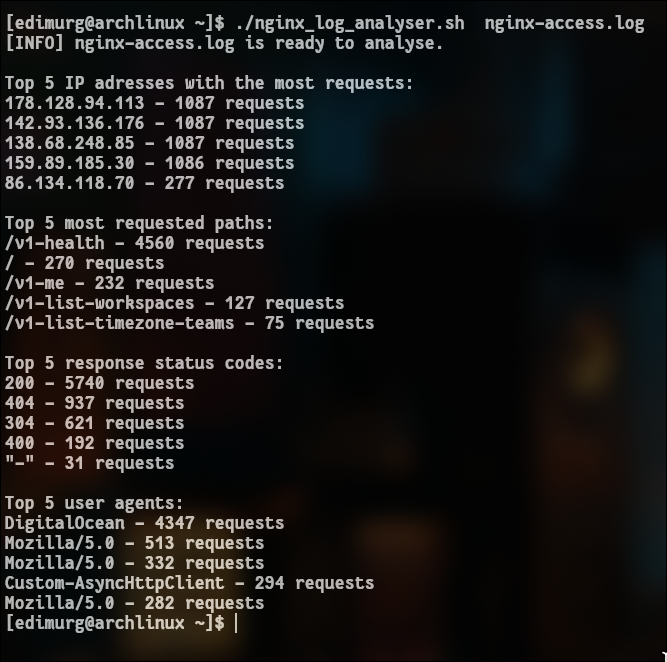 [edimurg@archlinux ~]$ ./nginx_log_analyser.sh  nginx-access.log
[INFO] nginx-access.log is ready to analyse.
Top 5 IP adresses with the most requests:
178.128.94.113 - 1087 requests
142.93.136.176 - 1087 requests
138.68.248.85 - 1087 requests
159.89.185.30 - 1086 requests
86.134.118.70 - 277 requests
Top 5 most requested paths:
/v1-health - 4560 requests
/ - 270 requests
/v1-me - 232 requests
/v1-list-workspaces - 127 requests
/v1-list-timezone-teams - 75 requests
Top 5 response status codes:
200 - 5740 requests
404 - 937 requests
304 - 621 requests
400 - 192 requests
"-" - 31 requests
Top 5 user agents:
DigitalOcean - 4347 requests
Mozilla/5.0 - 513 requests
Mozilla/5.0 - 332 requests
Custom-AsyncHttpClient - 294 requests
Mozilla/5.0 - 282 requests
[edimurg@archlinux ~]$